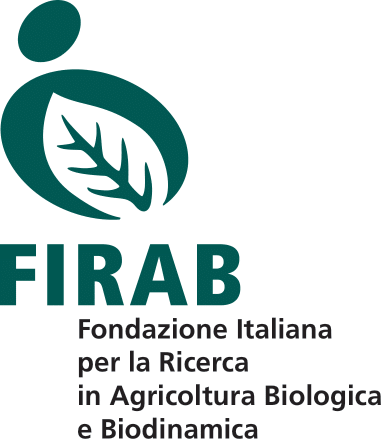 FIRAB
Fondazione Italiana
per la Ricerca
in Agricoltura Biologica
e Biodinamica